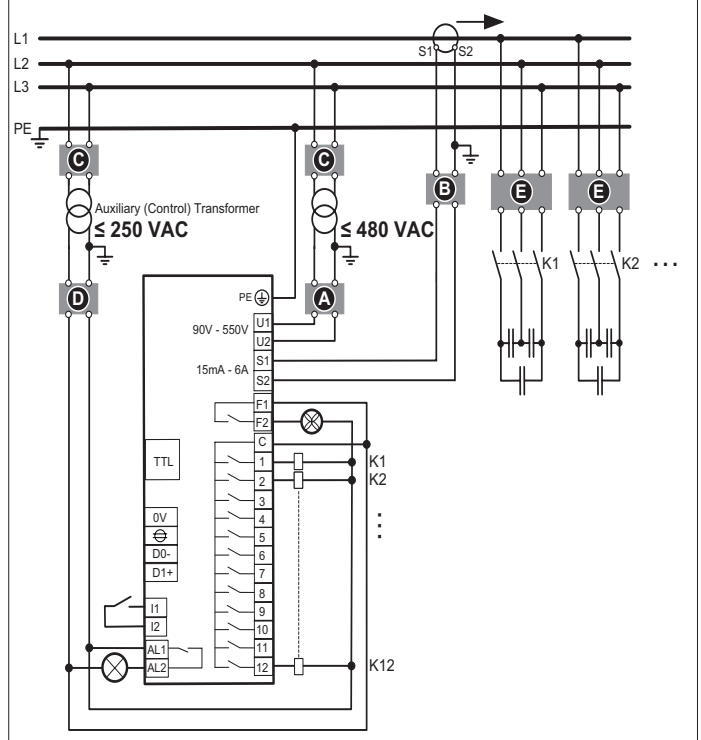 L1
S1 S2
L2
L3
PE
C C
B E E
Auxiliary (Control) Transformer
≤ 250 VAC ≤ 480 VAC
K1 K2 ...
D A
PE
90V - 550V
U1
U2
15mA - 6A
S1
S2
F1
F2
C
TTL
1 K1
2 K2
3
0V
4
5
D0-
6
D1+
7
8
I1
9
I2
10
AL1
11
AL2
12 K12